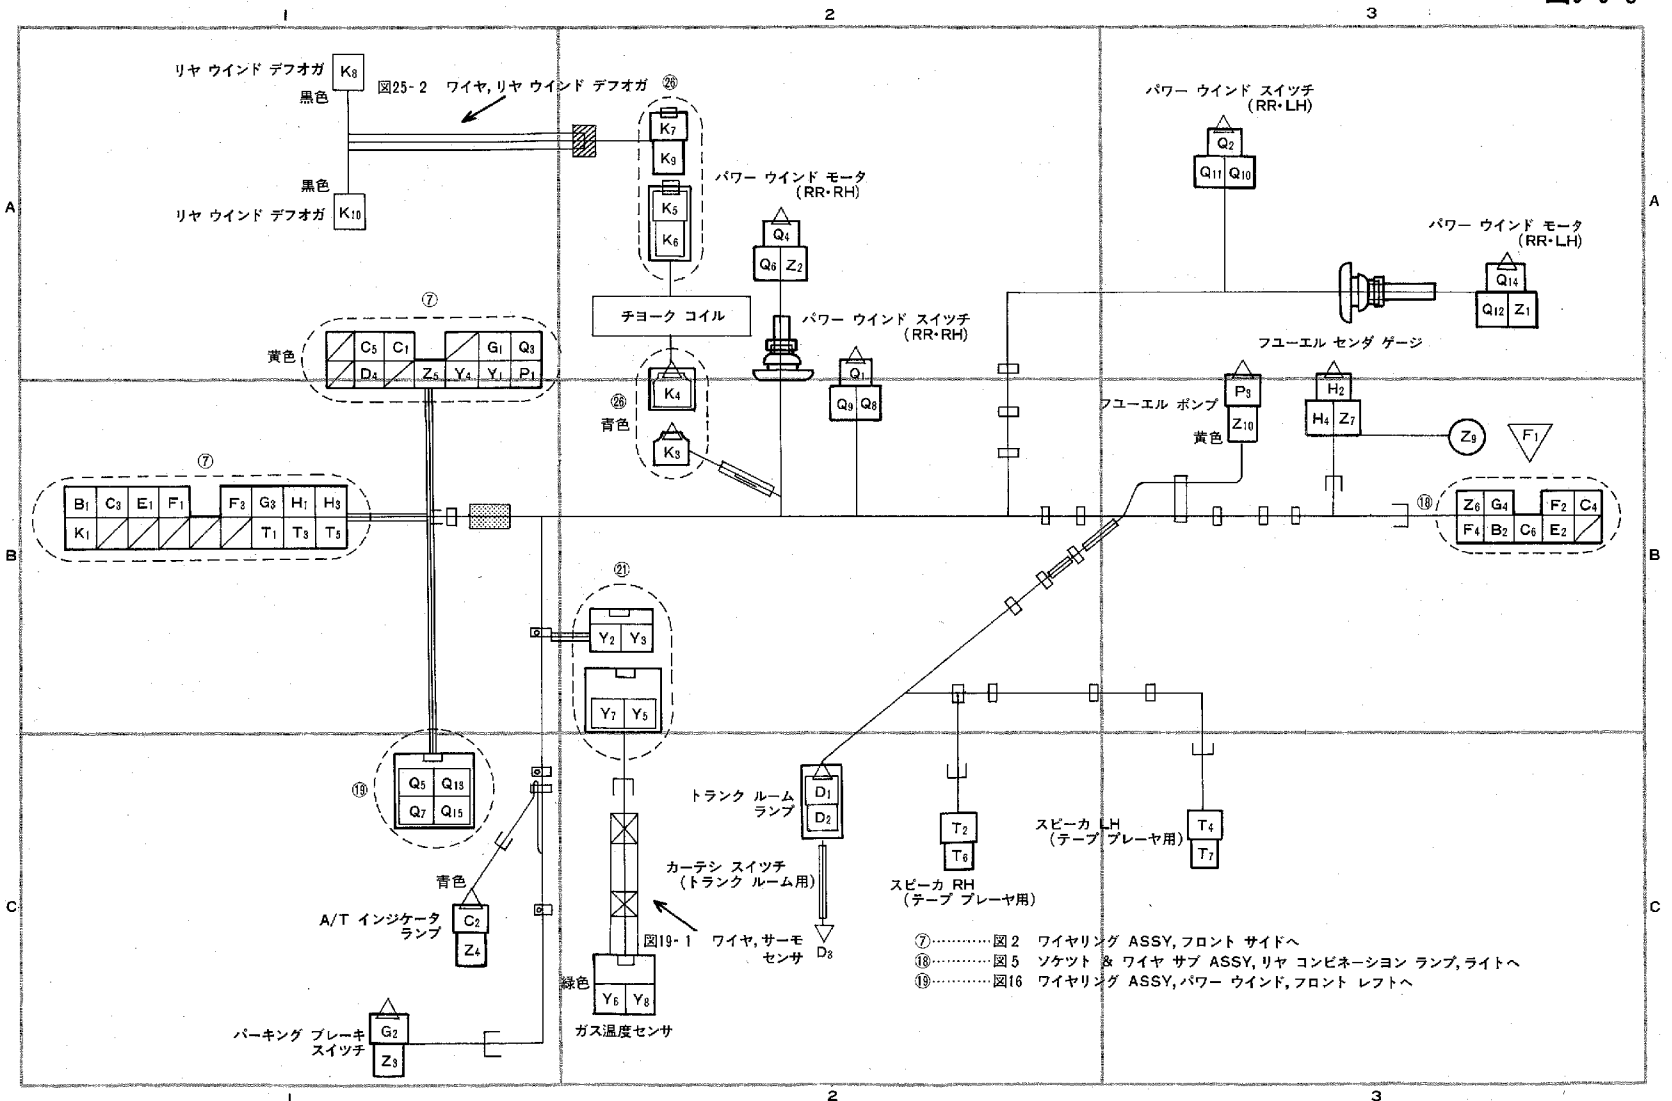 1 2 3
リヤ ウインド デフオガ K8
黒色
図25-2 ワイヤ,リヤ ウインド デフオガ
㉖
K7
K9
K5
K6
黒色
リヤ ウインド デフオガ K10
A
A
パワー ウインド モータ
(RR・RH)
Q4
Q6 Z2
パワー ウインド スイツチ
(RR・LH)
Q2
Q11 Q10
パワー ウインド モータ
(RR・LH)
Q14
Q12 Z1
チヨーク コイル
パワー ウインド スイツチ
(RR・RH)
Q1
Q9 Q8
⑦
黄色
C5 C1 G1 Q3
D4 Z5 Y4 Y1 P1
㉖
青色
K4
K3
フユーエル センダ ゲージ
H2
H4 Z7
フユーエル ポンプ
黄色
P3
Z10
Z9
F1
⑦
B1 C3 E1 F1 F3 G3 H1 H3
K1 T1 T3 T5
⑱
Z6 G4 F2 C4
F4 B2 C6 E2
B
B
㉑
Y2 Y3
Y7 Y5
⑲
Q5 Q13
Q7 Q15
トランク ルーム
ランプ
D1
D2
カーテシ スイツチ
(トランク ルーム用)
D3
T2
T6
スピーカ RH
(テープ プレーヤ用)
スピーカ LH
(テープ プレーヤ用)
T4
T7
青色
A/T インジケータ
ランプ
C2
Z4
C
C
図19-1 ワイヤ,サーモ
センサ
緑色
Y6 Y8
ガス温度センサ
パーキング ブレーキ
スイツチ
G2
Z3
⑦…………図2 ワイヤリング ASSY,フロント サイドへ
⑱…………図5 ソケツト & ワイヤ サブ ASSY,リヤ コンビネーシヨン ランプ,ライトへ
⑲…………図16 ワイヤリング ASSY,パワー ウインド,フロント レフトへ
1 2 3